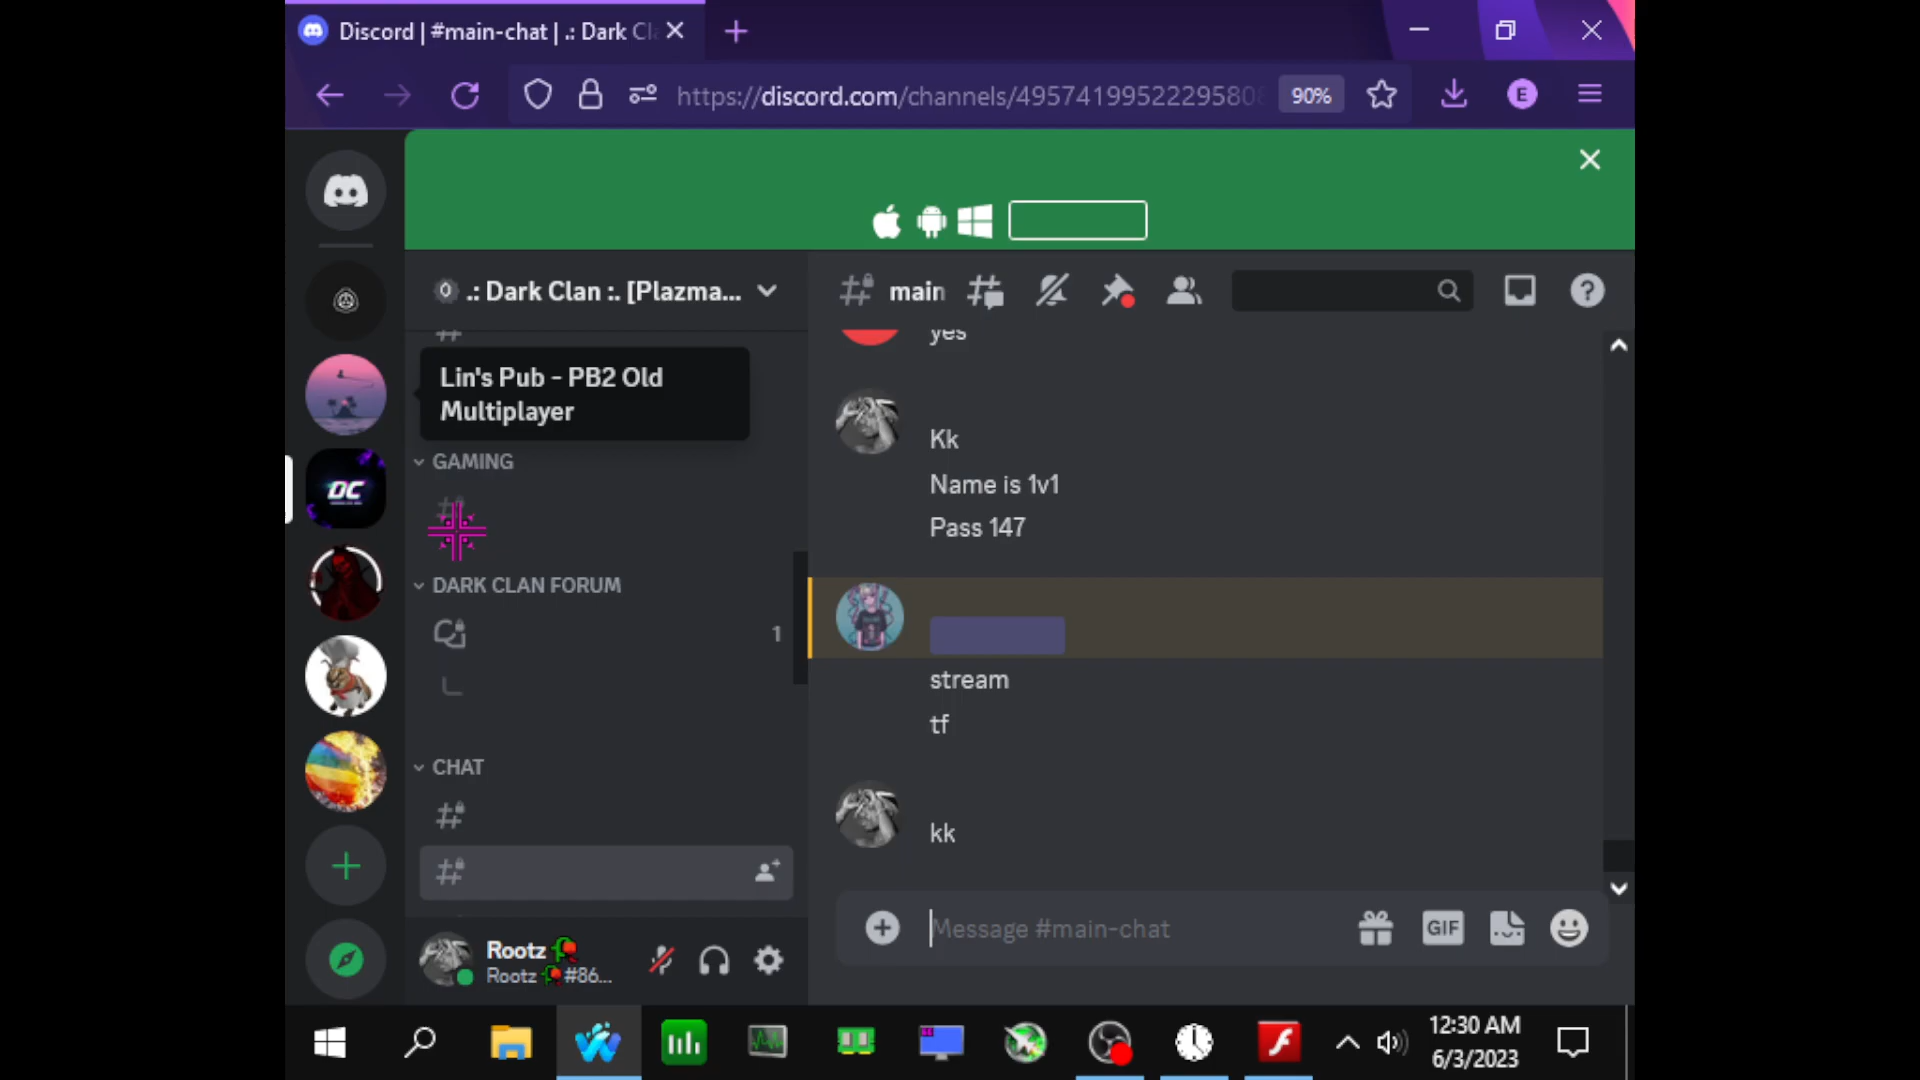 Discord | #main-chat | .: Dark Cl
https://discord.com/channels/49574199522295808
90%
E
.: Dark Clan :. [Plazma...
main
yes
Lin's Pub - PB2 Old
Multiplayer
GAMING
DC
DARK CLAN FORUM
1
CHAT
Kk
Name is 1v1
Pass 147
stream
tf
kk
Message #main-chat
GIF
Rootz
Rootz #86...
12:30 AM
6/3/2023